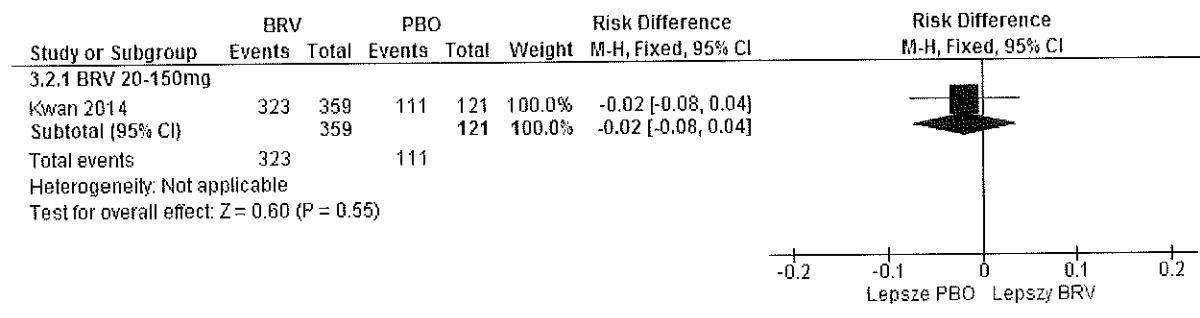 BRV PBO Risk Difference Risk Difference
Study or Subgroup Events Total Events Total Weight M-H, Fixed, 95% CI M-H, Fixed, 95% CI
3.2.1 BRV 20-150mg
Kwan 2014 323 359 111 121 100.0% -0.02 [-0.08, 0.04]
Subtotal (95% CI) 359 121 100.0% -0.02 [-0.08, 0.04]
Total events 323 111
Heterogeneity: Not applicable
Test for overall effect: Z = 0.60 (P = 0.55)
-0.2 -0.1 0 0.1 0.2
Lepsze PBO Lepszy BRV